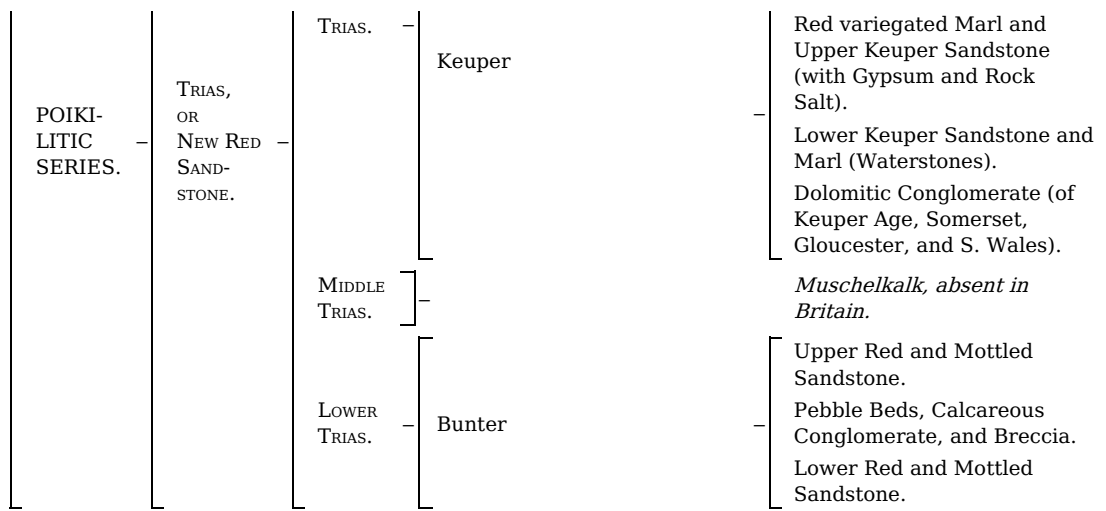 POIKI-
LITIC
SERIES.
TRIAS,
OR
NEW RED
SAND-
STONE.
TRIAS.
Keuper
Red variegated Marl and
Upper Keuper Sandstone
(with Gypsum and Rock
Salt).
Lower Keuper Sandstone and
Marl (Waterstones).
Dolomitic Conglomerate (of
Keuper Age, Somerset,
Gloucester, and S. Wales).
MIDDLE
TRIAS.
Muschelkalk, absent in
Britain.
LOWER
TRIAS.
Bunter
Upper Red and Mottled
Sandstone.
Pebble Beds, Calcareous
Conglomerate, and Breccia.
Lower Red and Mottled
Sandstone.